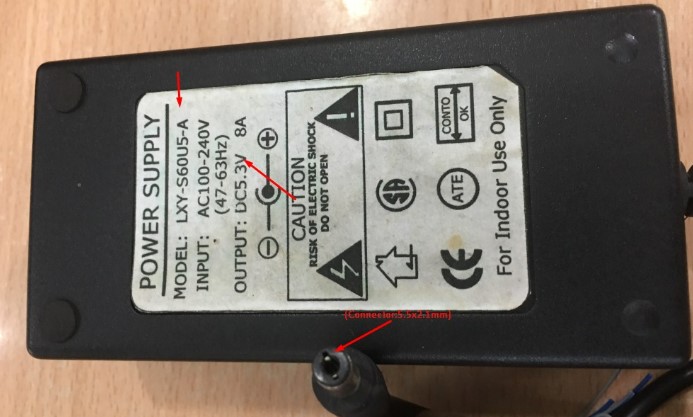 POWER SUPPLY
MODEL: LXY-S60U5-A
INPUT: AC100-240V
(47-63Hz)
OUTPUT: DC5.3V 8A
CAUTION
RISK OF ELECTRIC SHOCK
DO NOT OPEN
CONTO
OK
ATE
For Indoor Use Only
(Connector:5.5x2.1mm)